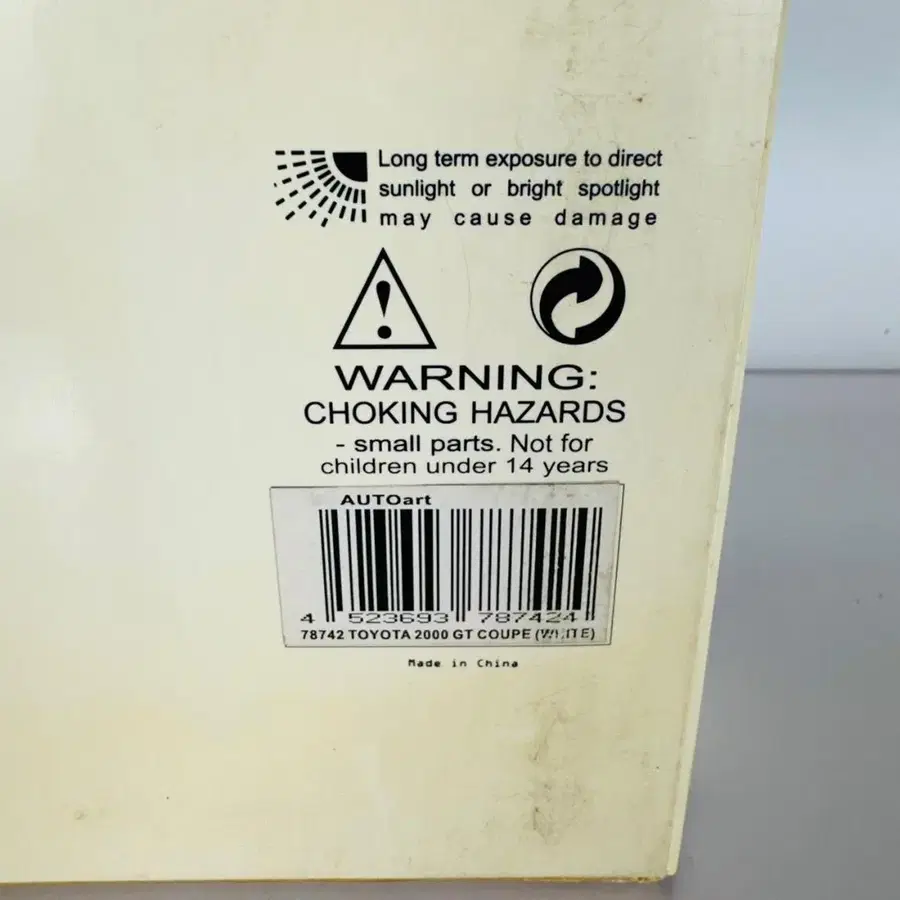 Long term exposure to direct
sunlight or bright spotlight
may cause damage
WARNING:
CHOKING HAZARDS
- small parts. Not for
children under 14 years
AUTOart
4 523693 787424
78742 TOYOTA 2000 GT COUPE (WHITE)
Made in China